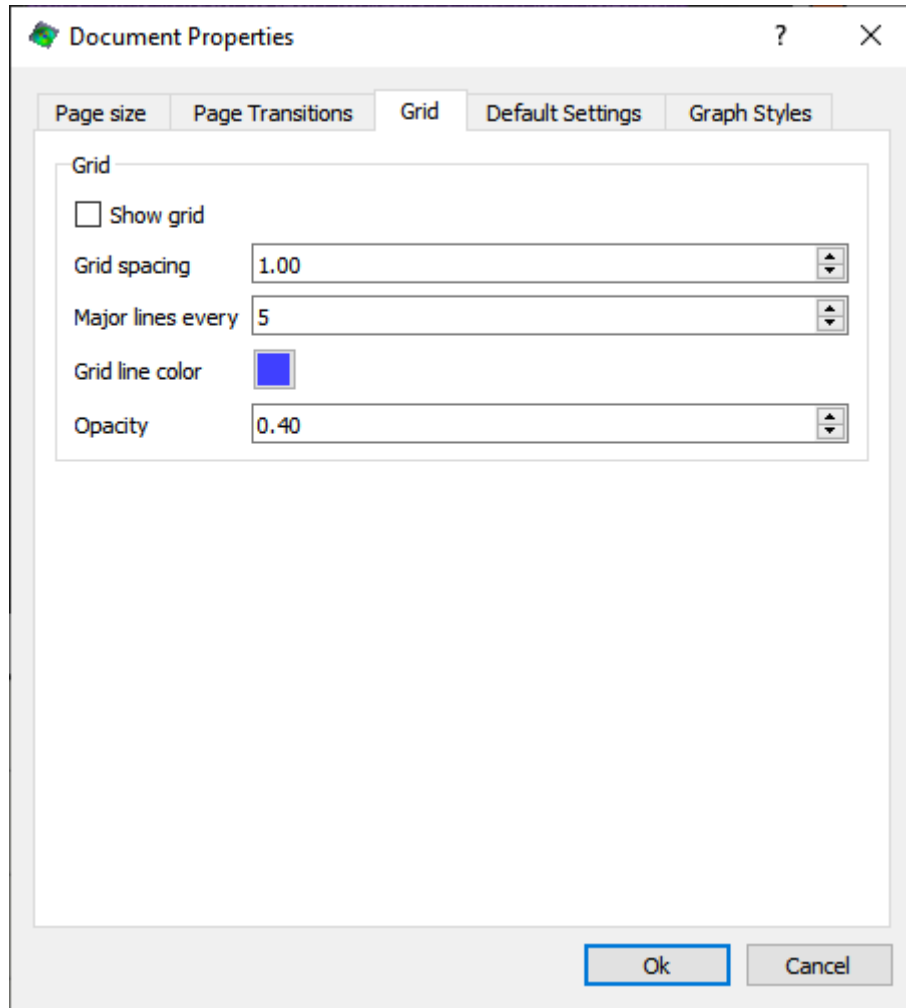 Document Properties
?
Page size Page Transitions Grid Default Settings Graph Styles
Grid
Show grid
Grid spacing 1.00
Major lines every 5
Grid line color
Opacity 0.40
Ok Cancel